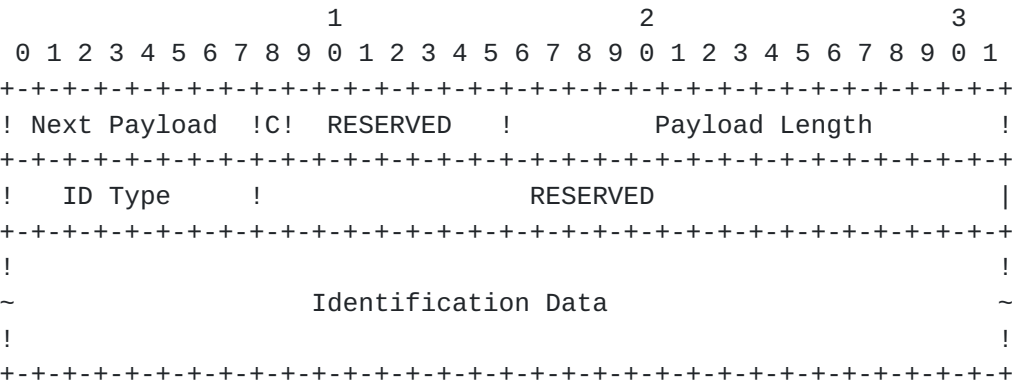 1                   2                   3
 0 1 2 3 4 5 6 7 8 9 0 1 2 3 4 5 6 7 8 9 0 1 2 3 4 5 6 7 8 9 0 1
+-+-+-+-+-+-+-+-+-+-+-+-+-+-+-+-+-+-+-+-+-+-+-+-+-+-+-+-+-+-+-+-+
! Next Payload  !C!  RESERVED   !         Payload Length        !
+-+-+-+-+-+-+-+-+-+-+-+-+-+-+-+-+-+-+-+-+-+-+-+-+-+-+-+-+-+-+-+-+
!   ID Type     !                 RESERVED                      |
+-+-+-+-+-+-+-+-+-+-+-+-+-+-+-+-+-+-+-+-+-+-+-+-+-+-+-+-+-+-+-+-+
!                                                               !
~                   Identification Data                         ~
!                                                               !
+-+-+-+-+-+-+-+-+-+-+-+-+-+-+-+-+-+-+-+-+-+-+-+-+-+-+-+-+-+-+-+-+